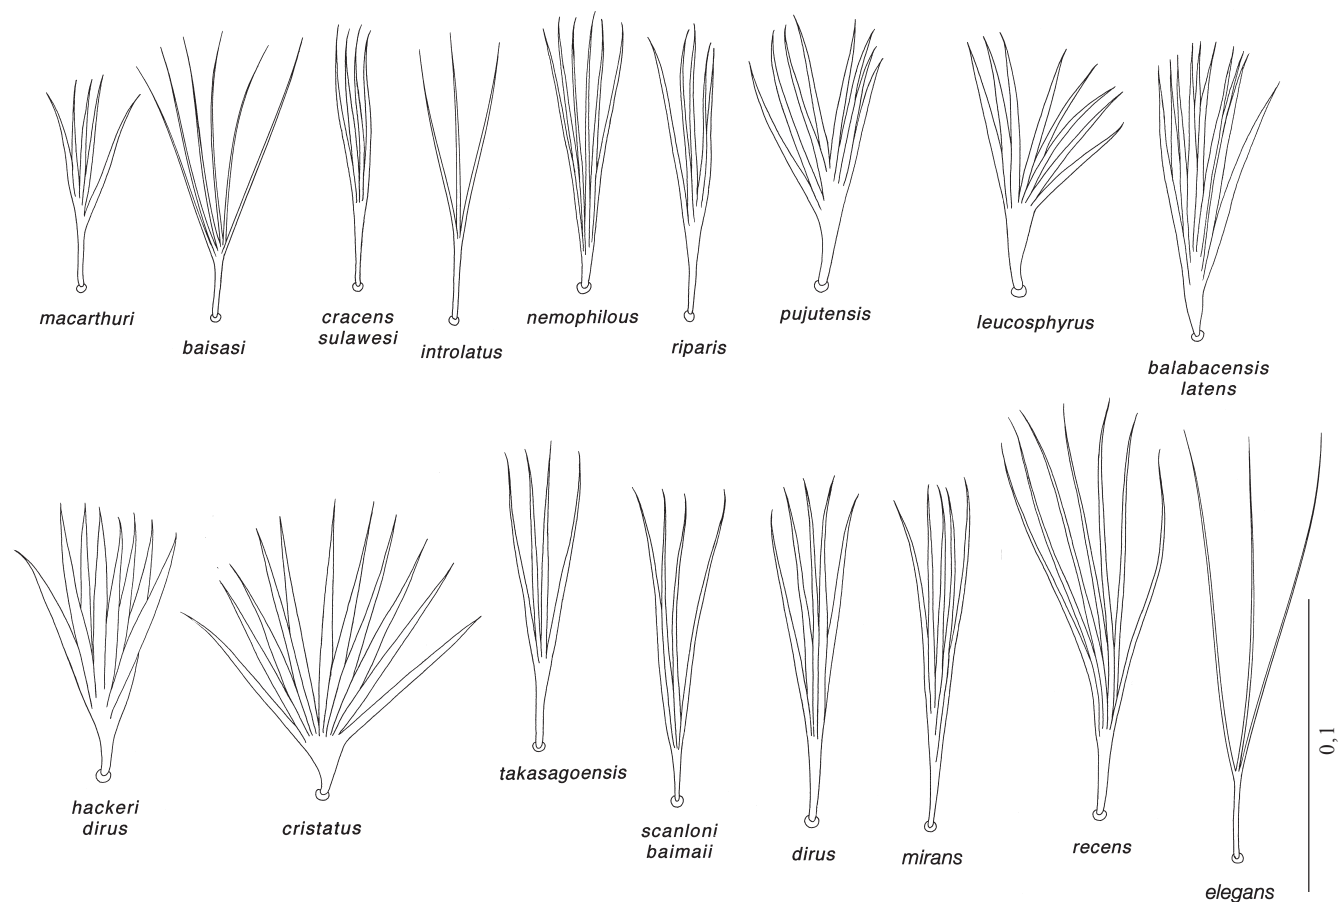 macarthuri
baisasi
cracens
sulawesi
introlatus
nemophilous
riparis
pujutensis
leucosphyrus
balabacensis
latens
hackeri
dirus
cristatus
takasagoensis
scanloni
baimaii
dirus
mirans
recens
elegans
0,1